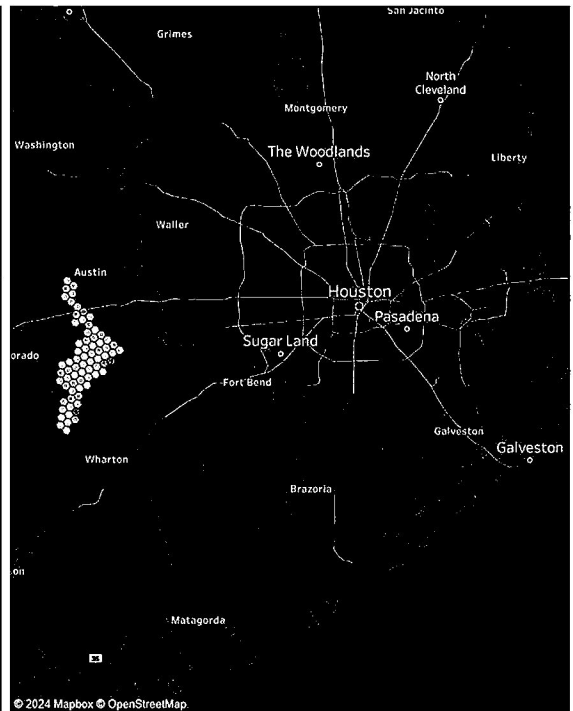 San Jacinto
Grimes
North
Cleveland
Montgomery
Washington
The Woodlands
Liberty
Waller
Austin
Houston
Pasadena
Sugar Land
orado
Fort Bend
Galveston
Galveston
Wharton
Brazoria
on
Matagorda
© 2024 Mapbox © OpenStreetMap